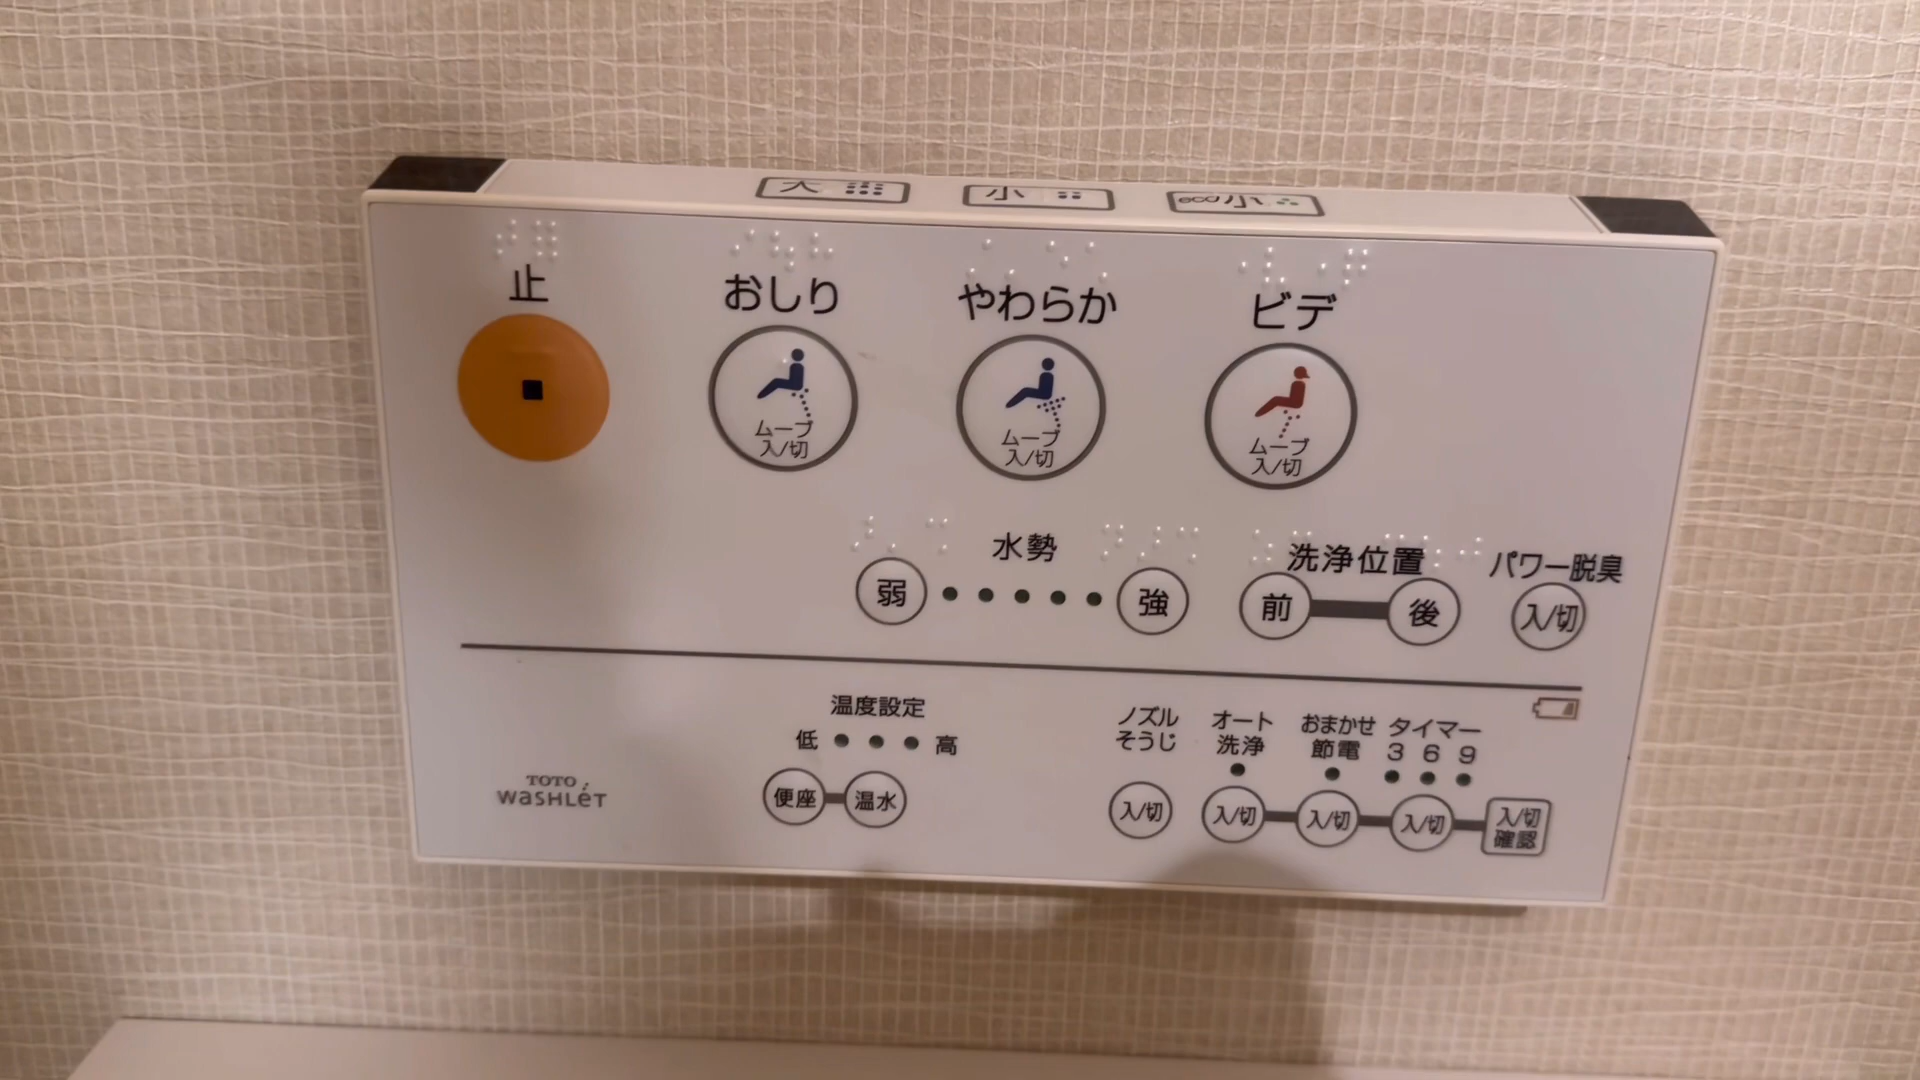 大
小
eco小
止
おしり
やわらか
ビデ
ムーブ
入/切
ムーブ
入/切
ムーブ
入/切
水勢
弱
強
洗浄位置
前
後
パワー脱臭
入/切
温度設定
低
高
便座
温水
ノズル
そうじ
入/切
オート
洗浄
入/切
おまかせ
節電
入/切
タイマー
3 6 9
入/切
入/切
確認
TOTO
WASHLET